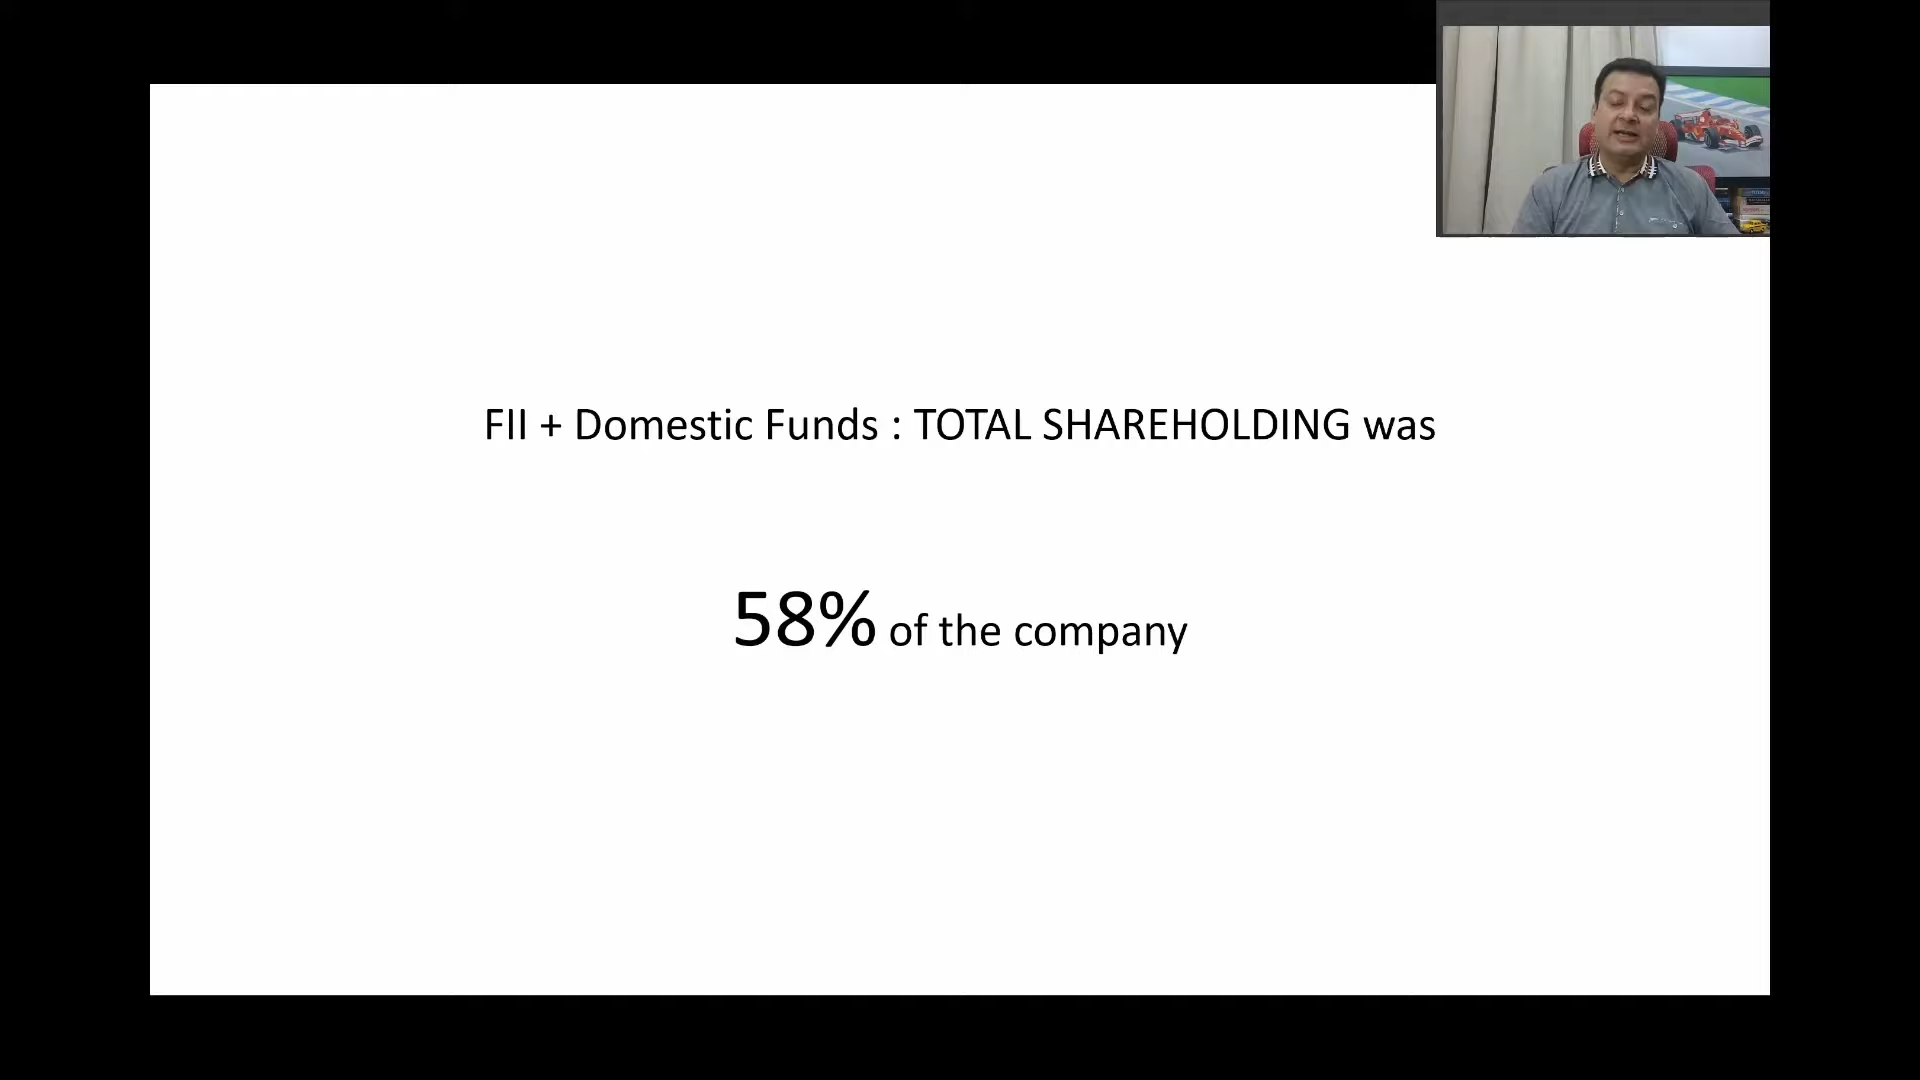 FII + Domestic Funds : TOTAL SHAREHOLDING was
58% of the company